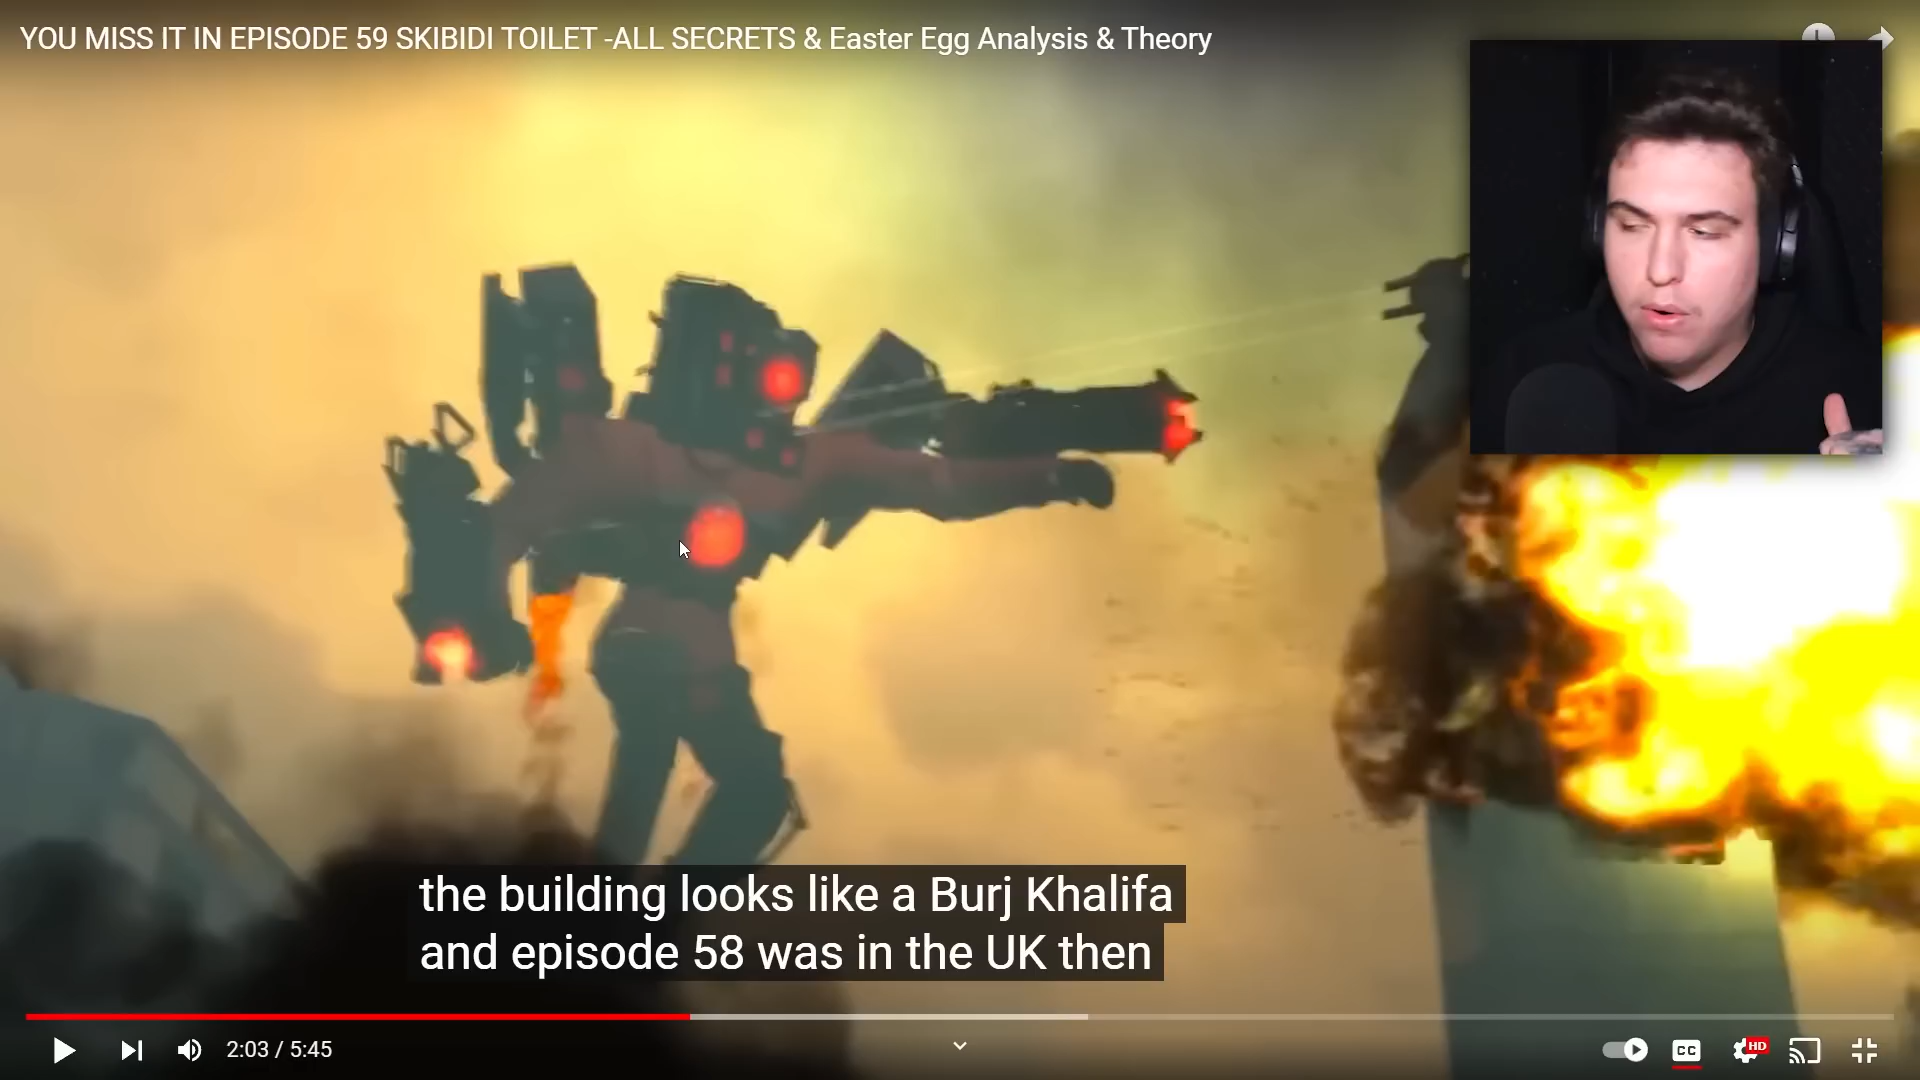 YOU MISS IT IN EPISODE 59 SKIBIDI TOILET -ALL SECRETS & Easter Egg Analysis & Theory
the building looks like a Burj Khalifa
and episode 58 was in the UK then
2:03 / 5:45
CC
HD